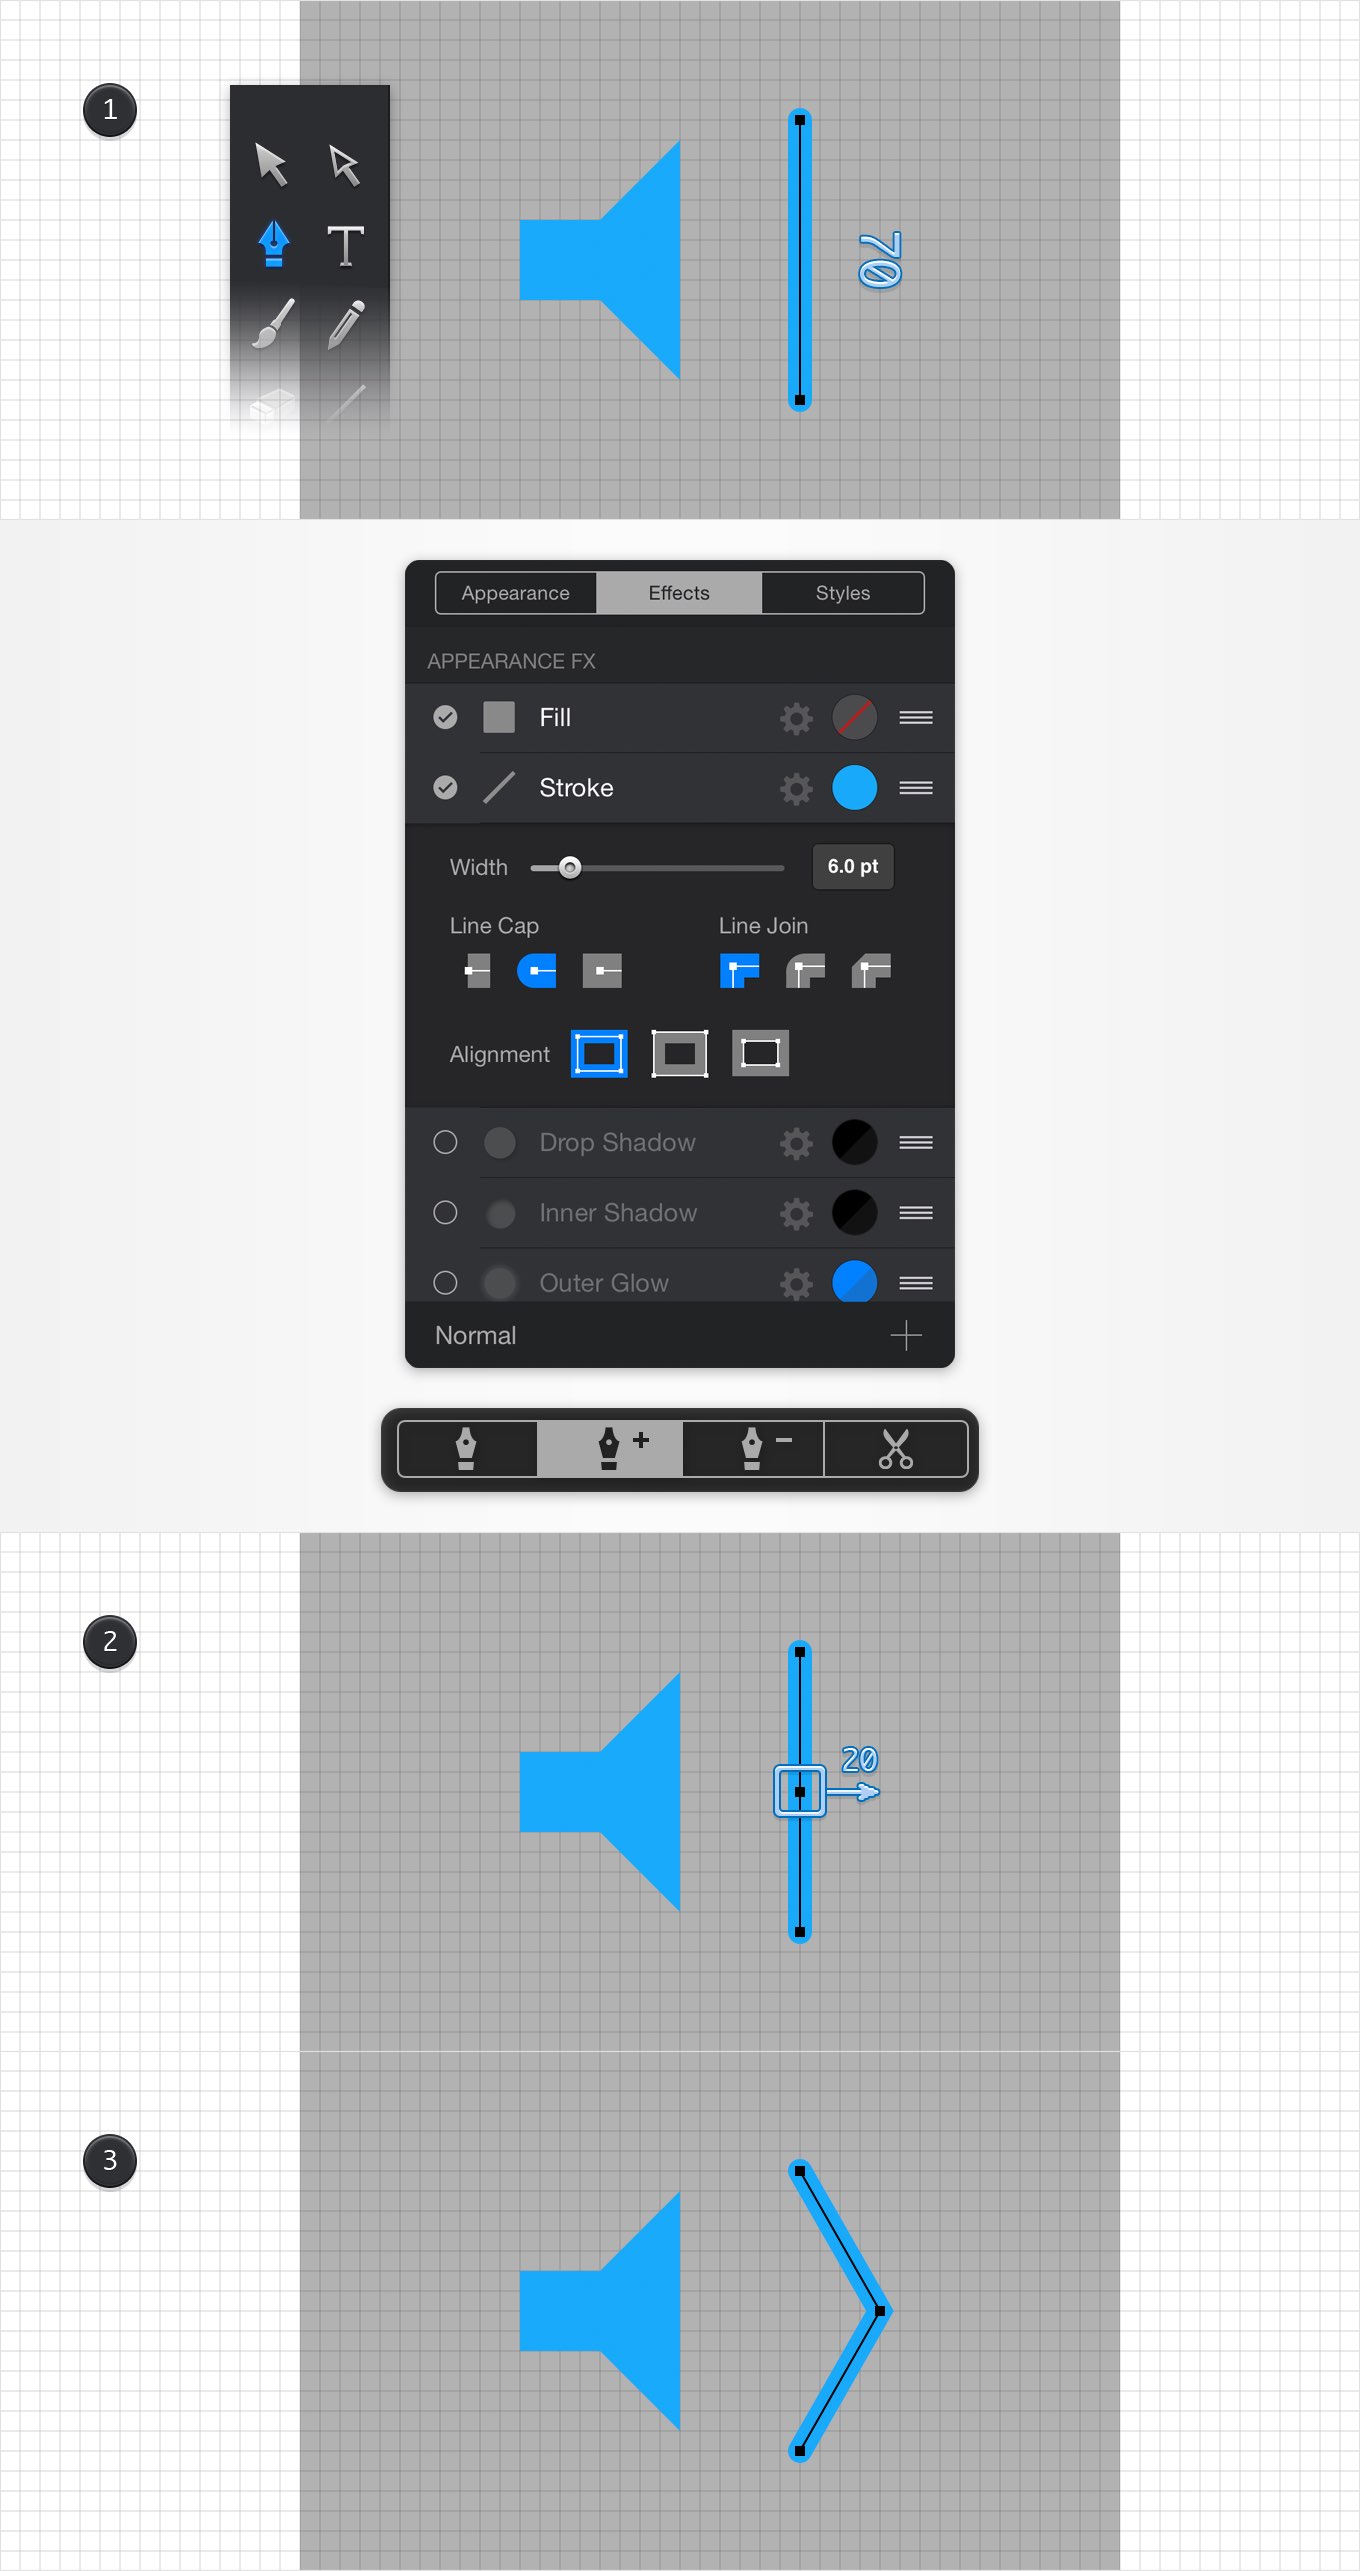 1
T
70
Appearance Effects Styles
APPEARANCE FX
Fill
Stroke
Width 6.0 pt
Line Cap Line Join
Alignment
Drop Shadow
Inner Shadow
Outer Glow
Normal
2
20
3